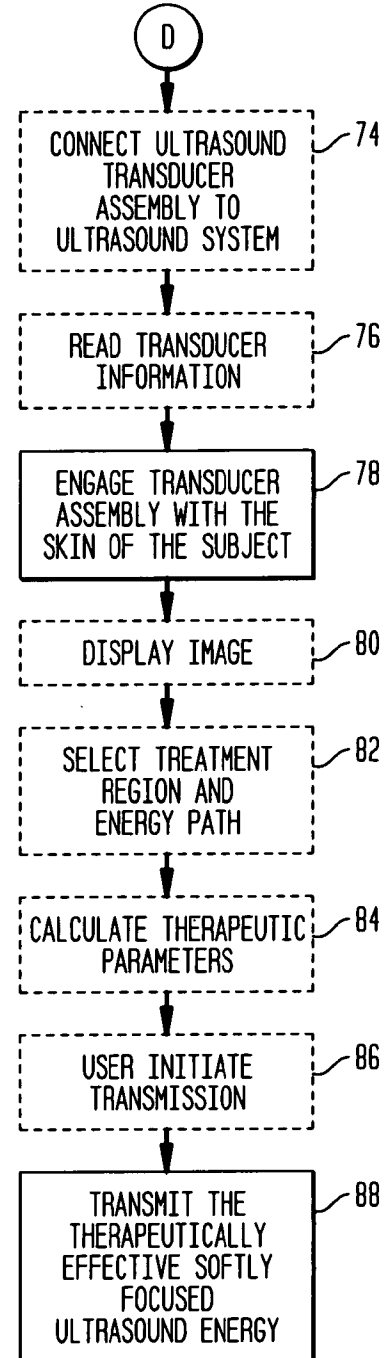 D
CONNECT ULTRASOUND
TRANSDUCER
ASSEMBLY TO
ULTRASOUND SYSTEM
74
READ TRANSDUCER
INFORMATION
76
ENGAGE TRANSDUCER
ASSEMBLY WITH THE
SKIN OF THE SUBJECT
78
DISPLAY IMAGE
80
SELECT TREATMENT
REGION AND
ENERGY PATH
82
CALCULATE THERAPEUTIC
PARAMETERS
84
USER INITIATE
TRANSMISSION
86
TRANSMIT THE
THERAPEUTICALLY
EFFECTIVE SOFTLY
FOCUSED
ULTRASOUND ENERGY
88